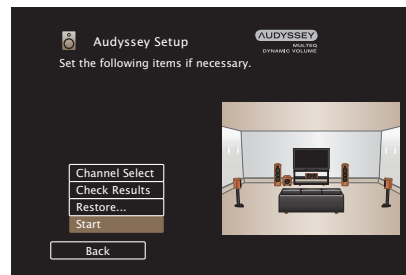 Audyssey Setup
AUDYSSEY
MULTEQ
DYNAMIC VOLUME
Set the following items if necessary.
Channel Select
Check Results
Restore...
Start
Back